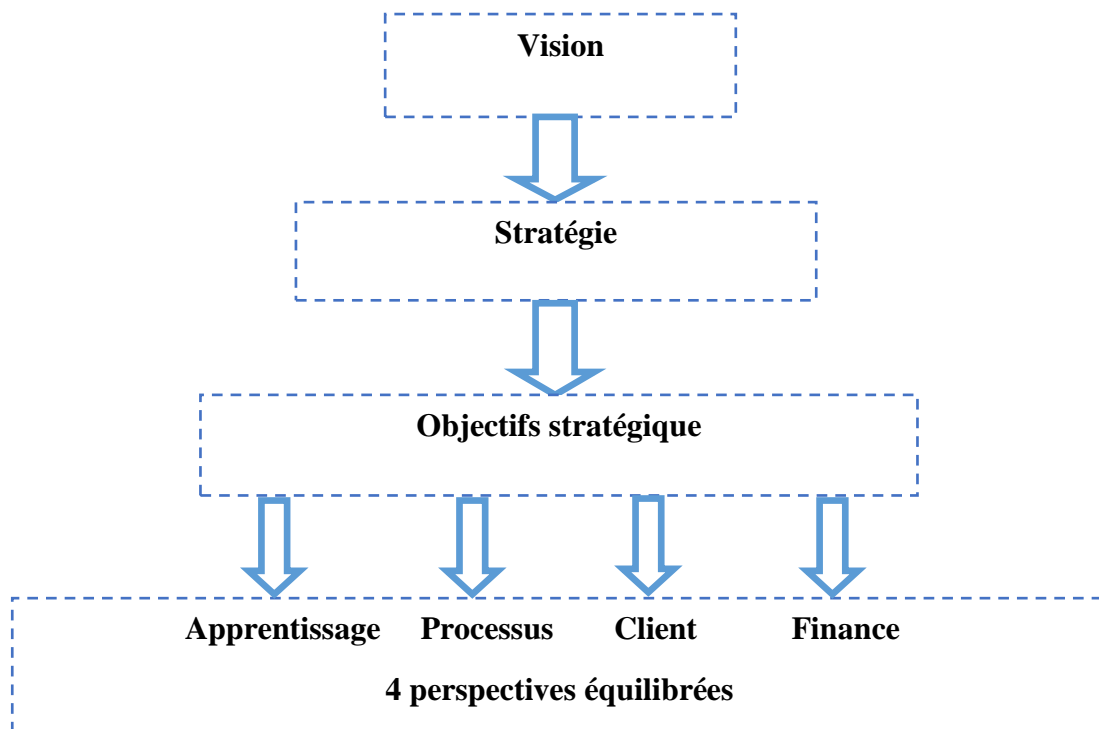 Vision
Stratégie
Objectifs stratégique
Apprentissage Processus Client Finance
4 perspectives équilibrées